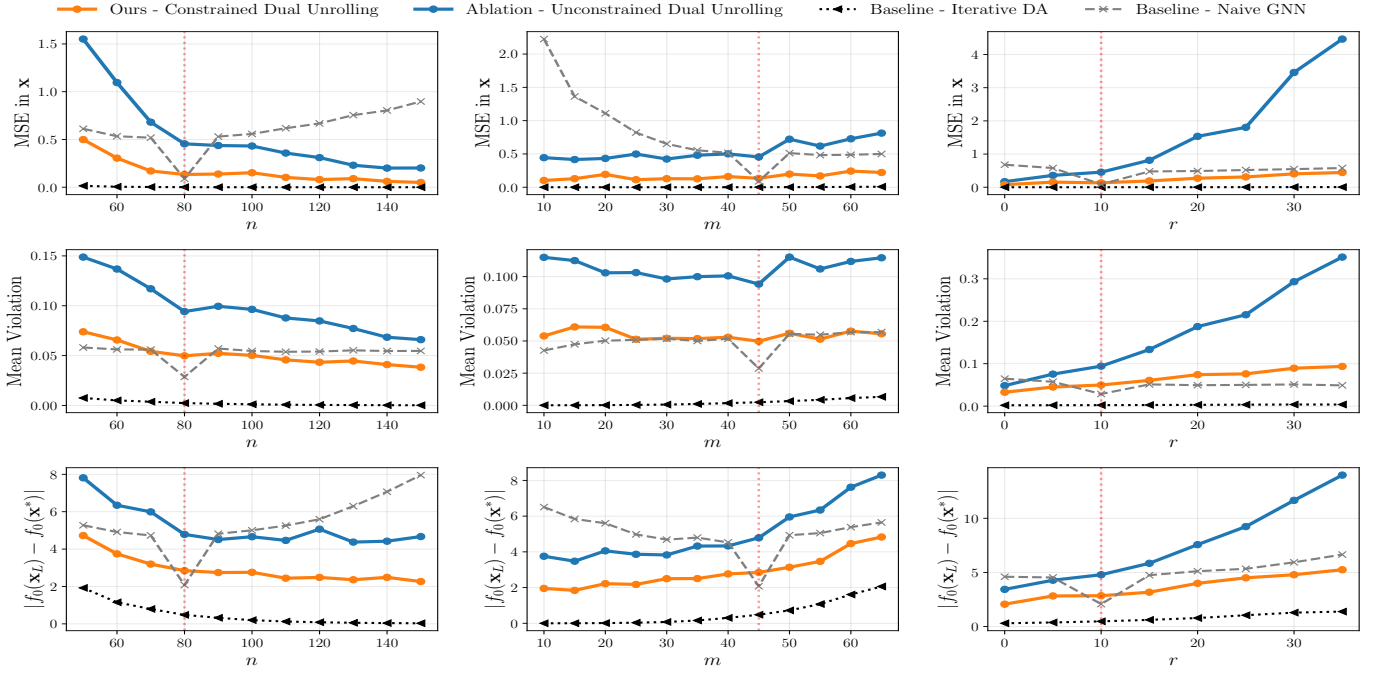 Ours - Constrained Dual Unrolling Ablation - Unconstrained Dual Unrolling Baseline - Iterative DA Baseline - Naive GNN
MSE in x
0.0 0.5 1.0 1.5
60 80 100 120 140
n
MSE in x
0.0 0.5 1.0 1.5 2.0
10 20 30 40 50 60
m
MSE in x
0 1 2 3 4
0 10 20 30
r
Mean Violation
0.00 0.05 0.10 0.15
60 80 100 120 140
n
Mean Violation
0.000 0.025 0.050 0.075 0.100
10 20 30 40 50 60
m
Mean Violation
0.0 0.1 0.2 0.3
0 10 20 30
r
|f₀(x_L) − f₀(x*)|
0 2 4 6 8
60 80 100 120 140
n
|f₀(x_L) − f₀(x*)|
0 2 4 6 8
10 20 30 40 50 60
m
|f₀(x_L) − f₀(x*)|
0 5 10
0 10 20 30
r